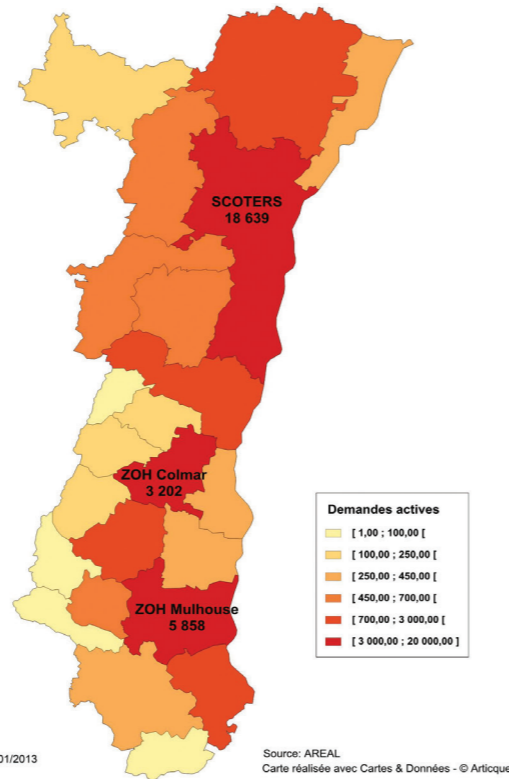 SCOTERS
18 639
ZOH Colmar
3 202
ZOH Mulhouse
5 858
Demandes actives
[ 1,00 ; 100,00 [
[ 100,00 ; 250,00 [
[ 250,00 ; 450,00 [
[ 450,00 ; 700,00 [
[ 700,00 ; 3 000,00 [
[ 3 000,00 ; 20 000,00 ]
01/2013
Source: AREAL
Carte réalisée avec Cartes & Données - © Articque